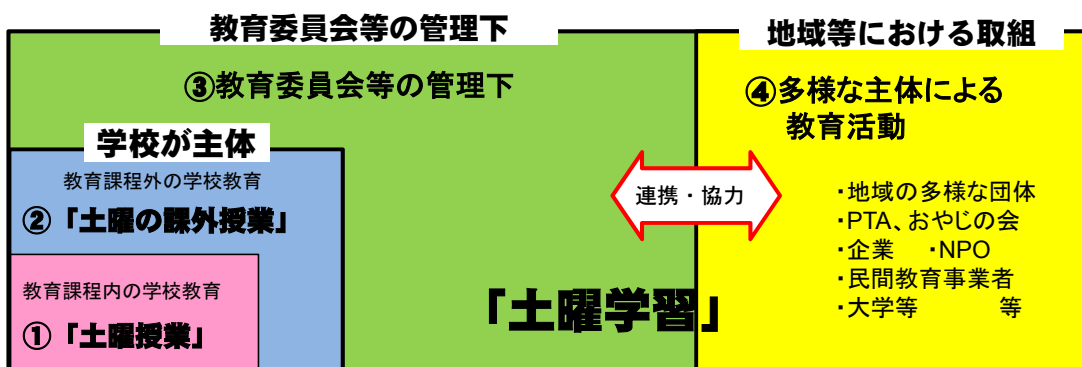 教育委員会等の管理下
③教育委員会等の管理下
学校が主体
教育課程外の学校教育
②「土曜の課外授業」
教育課程内の学校教育
①「土曜授業」
「土曜学習」
連携・協力
地域等における取組
④多様な主体による
教育活動
・地域の多様な団体
・PTA、おやじの会
・企業　・NPO
・民間教育事業者
・大学等　　　等